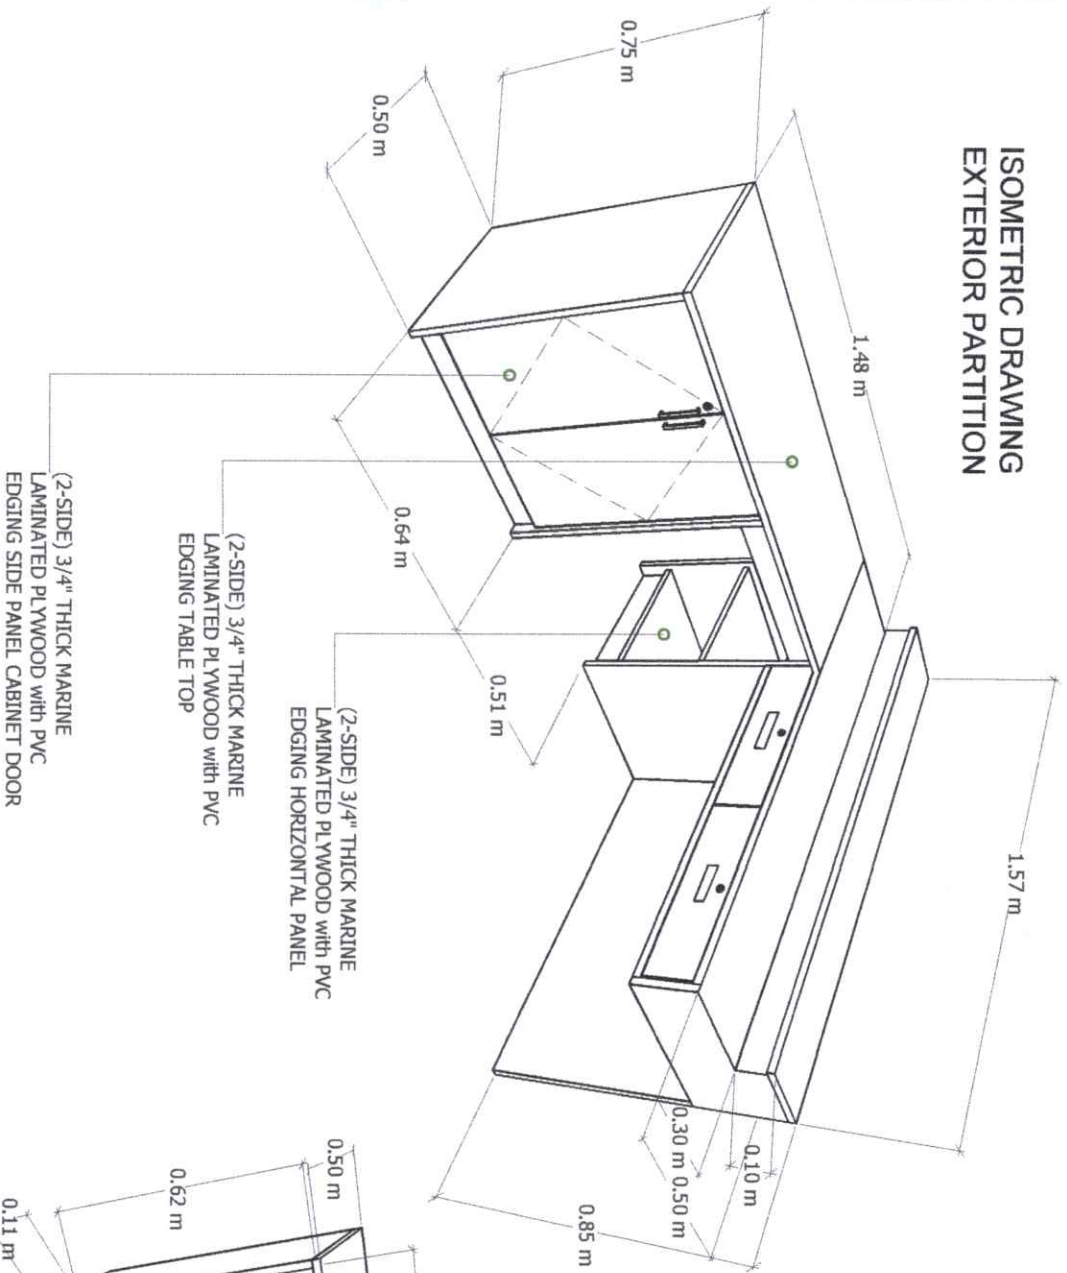 ISOMETRIC DRAWING
EXTERIOR PARTITION
0.75 m
0.50 m
1.48 m
1.57 m
0.64 m
0.51 m
0.30 m
0.50 m
0.10 m
0.85 m
(2-SIDE) 3/4" THICK MARINE
LAMINATED PLYWOOD with PVC
EDGING HORIZONTAL PANEL
(2-SIDE) 3/4" THICK MARINE
LAMINATED PLYWOOD with PVC
EDGING TABLE TOP
(2-SIDE) 3/4" THICK MARINE
LAMINATED PLYWOOD with PVC
EDGING SIDE PANEL CABINET DOOR
0.50 m
0.62 m
0.11 m